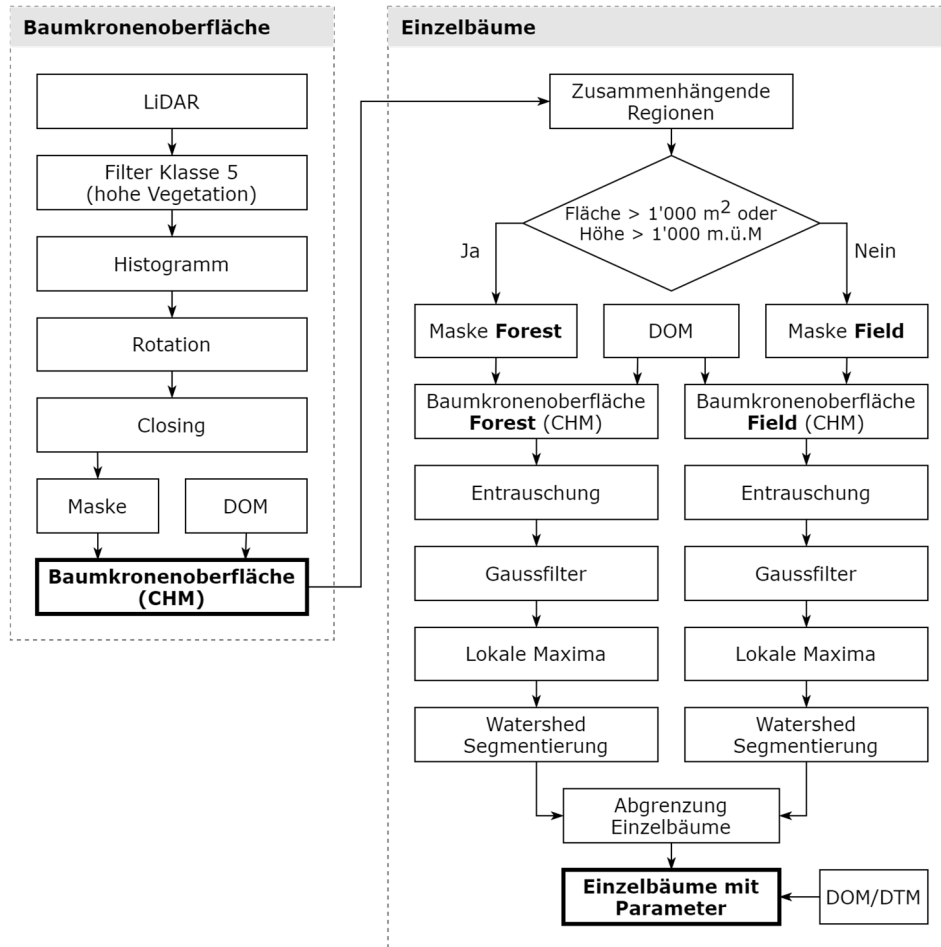 Baumkronenoberfläche
LiDAR
Filter Klasse 5
(hohe Vegetation)
Histogramm
Rotation
Closing
Maske
DOM
Baumkronenoberfläche
(CHM)
Einzelbäume
Zusammenhängende
Regionen
Fläche > 1'000 m² oder
Höhe > 1'000 m.ü.M
Ja
Nein
Maske Forest
DOM
Maske Field
Baumkronenoberfläche
Forest (CHM)
Baumkronenoberfläche
Field (CHM)
Entrauschung
Entrauschung
Gaussfilter
Gaussfilter
Lokale Maxima
Lokale Maxima
Watershed
Segmentierung
Watershed
Segmentierung
Abgrenzung
Einzelbäume
Einzelbäume mit
Parameter
DOM/DTM